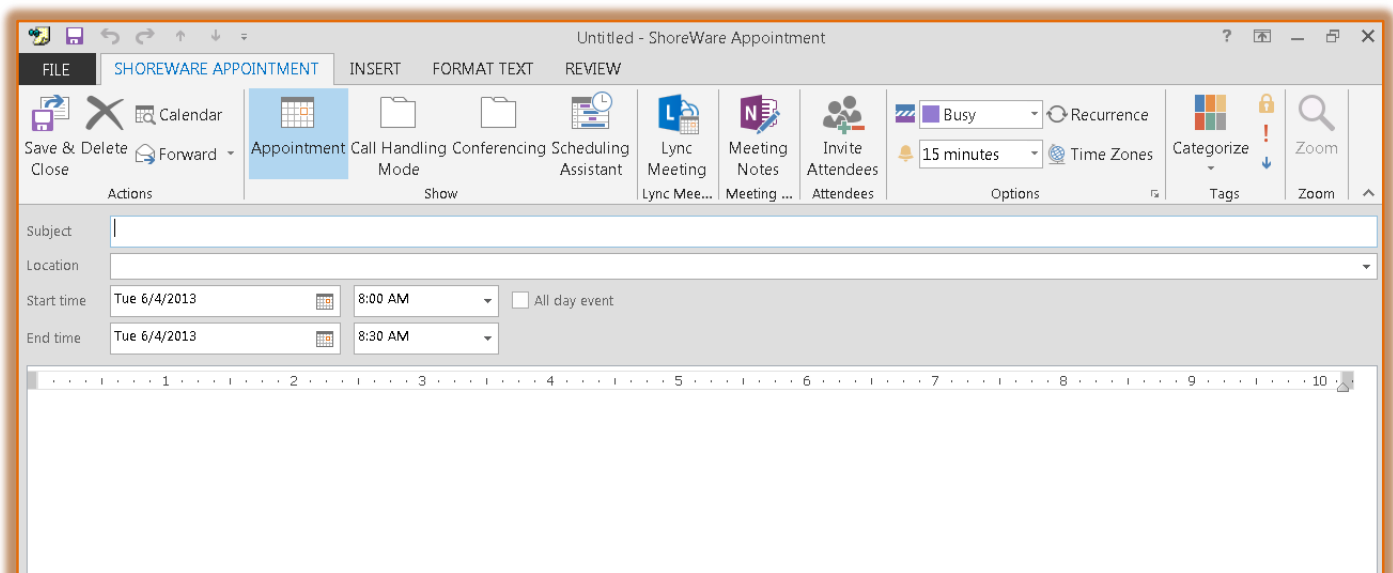 Untitled - ShoreWare Appointment
?
FILE SHOREWARE APPOINTMENT INSERT FORMAT TEXT REVIEW
Save & Close
Delete
Calendar
Forward
Appointment
Call Handling Mode
Conferencing
Scheduling Assistant
Lync Meeting
Meeting Notes
Invite Attendees
Busy
Recurrence
15 minutes
Time Zones
Categorize
!
Zoom
Actions Show Lync Mee... Meeting ... Attendees Options Tags Zoom
Subject
Location
Start time Tue 6/4/2013 8:00 AM All day event
End time Tue 6/4/2013 8:30 AM
1 2 3 4 5 6 7 8 9 10